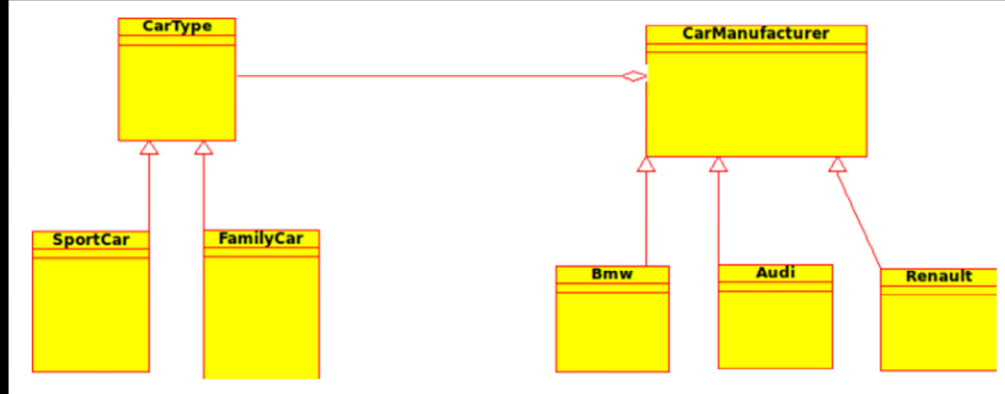 CarType
CarManufacturer
SportCar
FamilyCar
Bmw
Audi
Renault